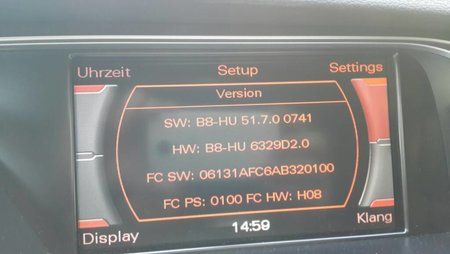 Uhrzeit Setup Settings
Version
SW: B8-HU 51.7.0 0741
HW: B8-HU 6329D2.0
FC SW: 06131AFC6AB320100
FC PS: 0100 FC HW: H08
Display 14:59 Klang